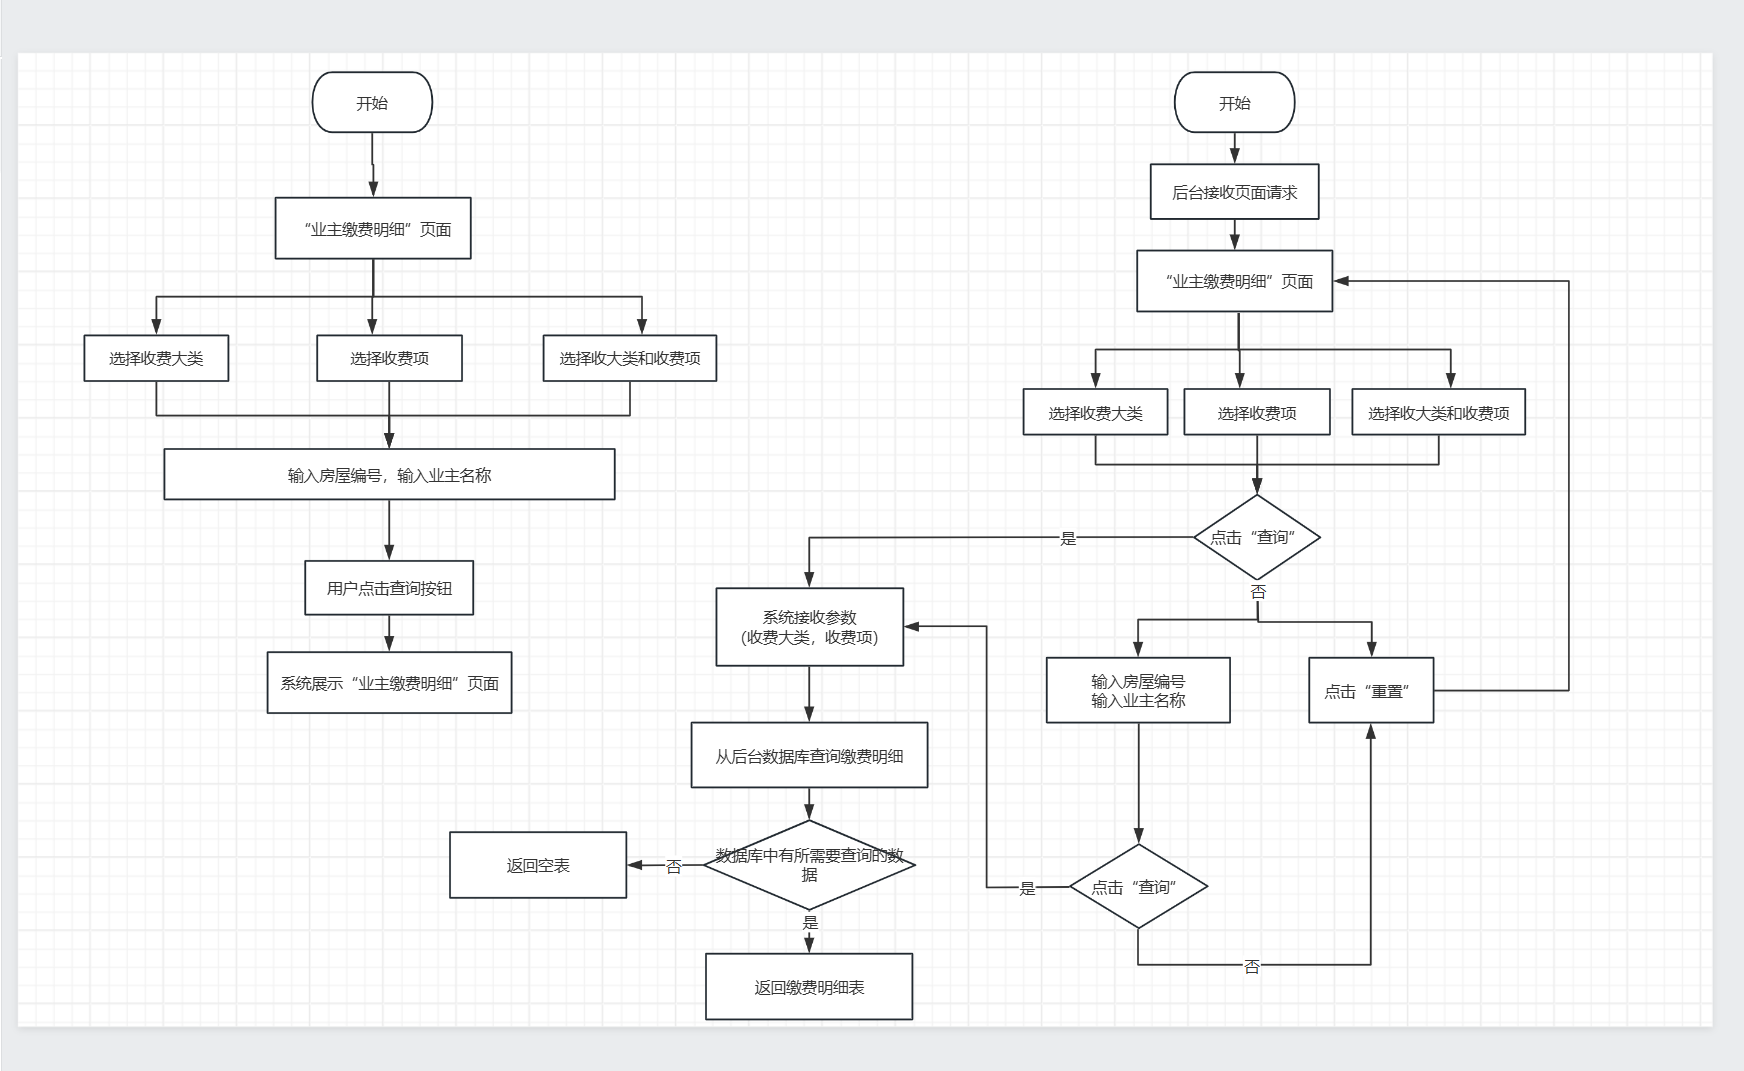 开始
“业主缴费明细”页面
选择收费大类
选择收费项
选择收大类和收费项
输入房屋编号，输入业主名称
用户点击查询按钮
系统展示“业主缴费明细”页面
开始
后台接收页面请求
“业主缴费明细”页面
选择收费大类
选择收费项
选择收大类和收费项
点击“查询”
是
否
系统接收参数
（收费大类，收费项）
输入房屋编号
输入业主名称
点击“重置”
从后台数据库查询缴费明细
数据库中有所需要查询的数
据
否
返回空表
是
返回缴费明细表
点击“查询”
是
否